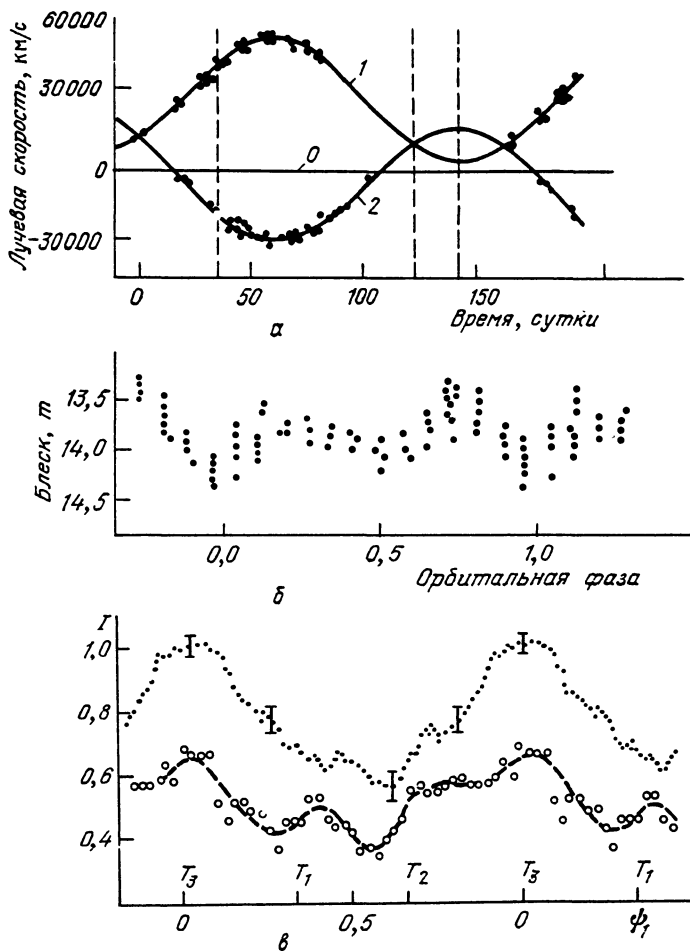 60000
30000
0
-30000
Лучевая скорость, км/с
1
0
2
0 50 100 150
а Время, сутки
13,5
14,0
14,5
Блеск, m
0,0 0,5 1,0
б Орбитальная фаза
I
1,0
0,8
0,6
0,4
T₃ T₁ T₂ T₃ T₁
0 0,5 0 ψ₁
в